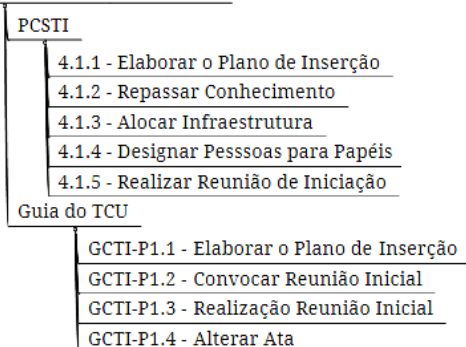 PCSTI
4.1.1 - Elaborar o Plano de Inserção
4.1.2 - Repassar Conhecimento
4.1.3 - Alocar Infraestrutura
4.1.4 - Designar Pesssoas para Papéis
4.1.5 - Realizar Reunião de Iniciação
Guia do TCU
GCTI-P1.1 - Elaborar o Plano de Inserção
GCTI-P1.2 - Convocar Reunião Inicial
GCTI-P1.3 - Realização Reunião Inicial
GCTI-P1.4 - Alterar Ata